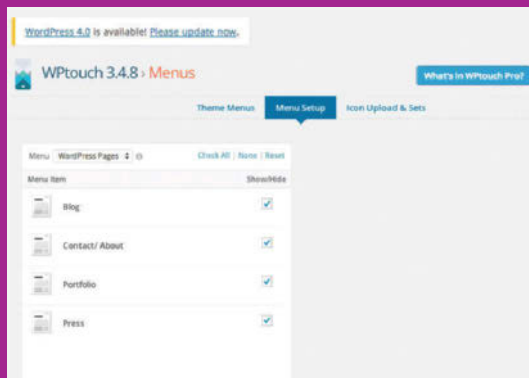 WordPress 4.0 is available! Please update now.
WPtouch 3.4.8 › Menus
What's in WPtouch Pro?
Theme Menus Menu Setup Icon Upload & Sets
Menu WordPress Pages Check All | None | Reset
Menu Item Show/Hide
Blog
Contact/ About
Portfolio
Press